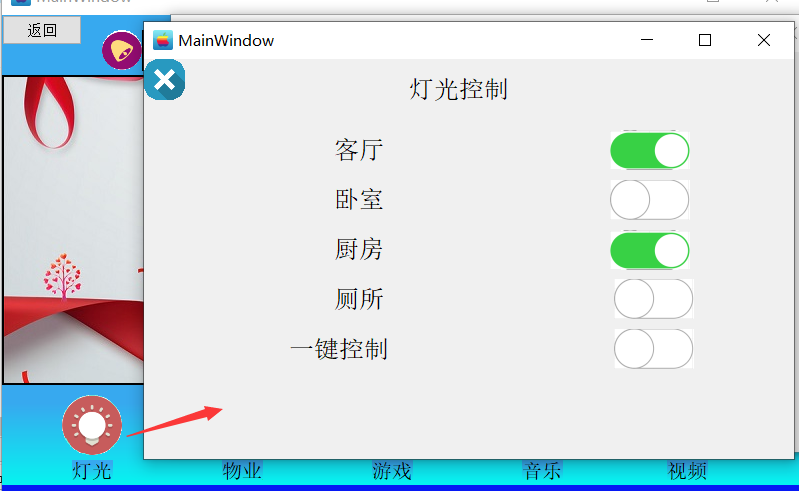 MainWindow
返回
MainWindow
灯光控制
客厅
卧室
厨房
厕所
一键控制
灯光 物业 游戏 音乐 视频